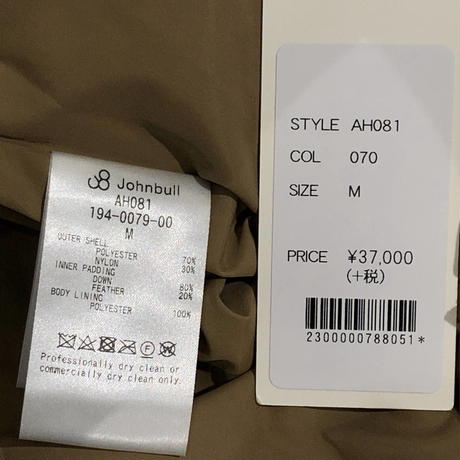 Johnbull
AH081
194-0079-00
M
OUTER SHELL
POLYESTER 70%
NYLON 30%
INNER PADDING
DOWN 80%
FEATHER 20%
BODY LINING
POLYESTER 100%
Professionally dry clean or
commercially dry clean only.
STYLE AH081
COL 070
SIZE M
PRICE ¥37,000
(+税)
2300000788051*